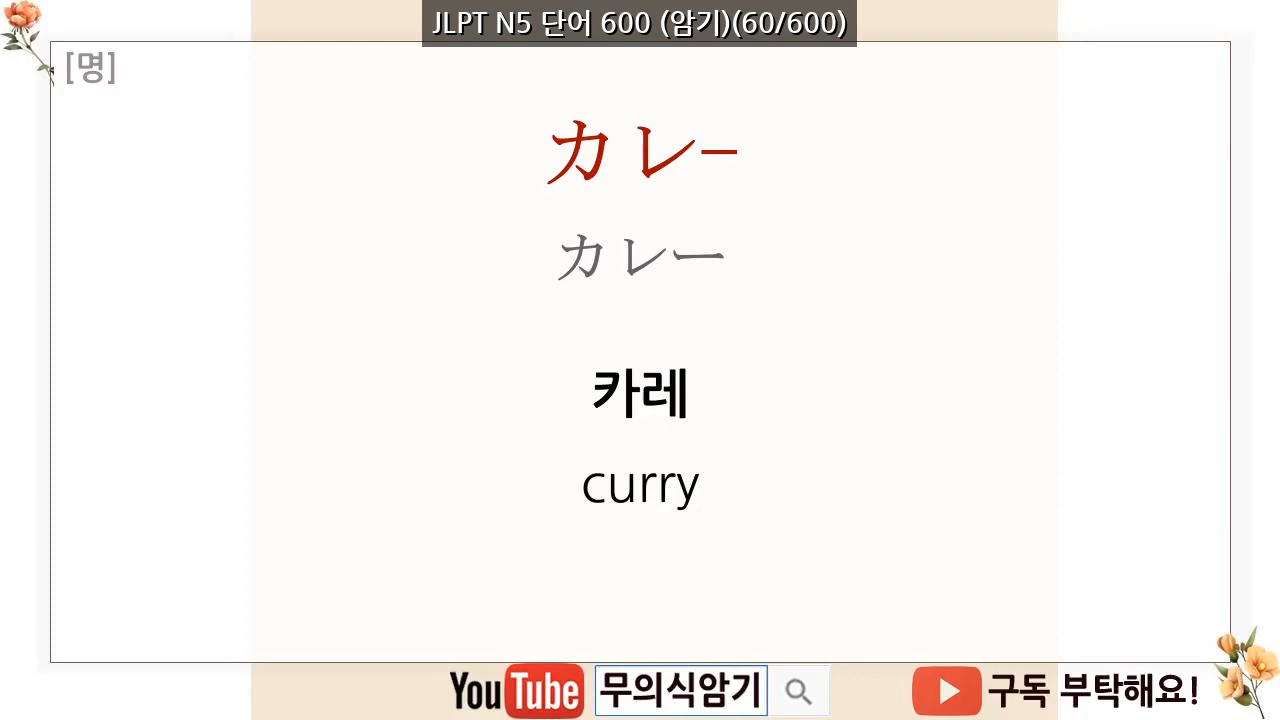 JLPT N5 단어 600 (암기)(60/600)
[명]
カレー
カレー
카레
curry
YouTube 무의식암기
구독 부탁해요!